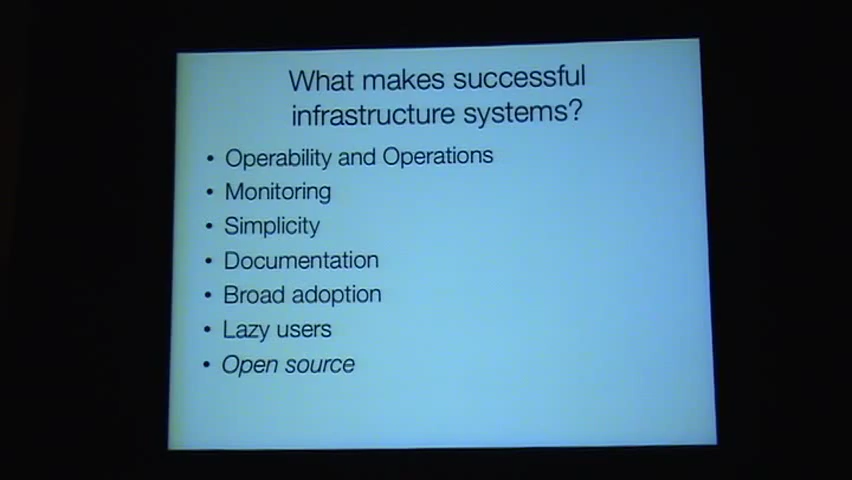 What makes successful
infrastructure systems?
• Operability and Operations
• Monitoring
• Simplicity
• Documentation
• Broad adoption
• Lazy users
• Open source